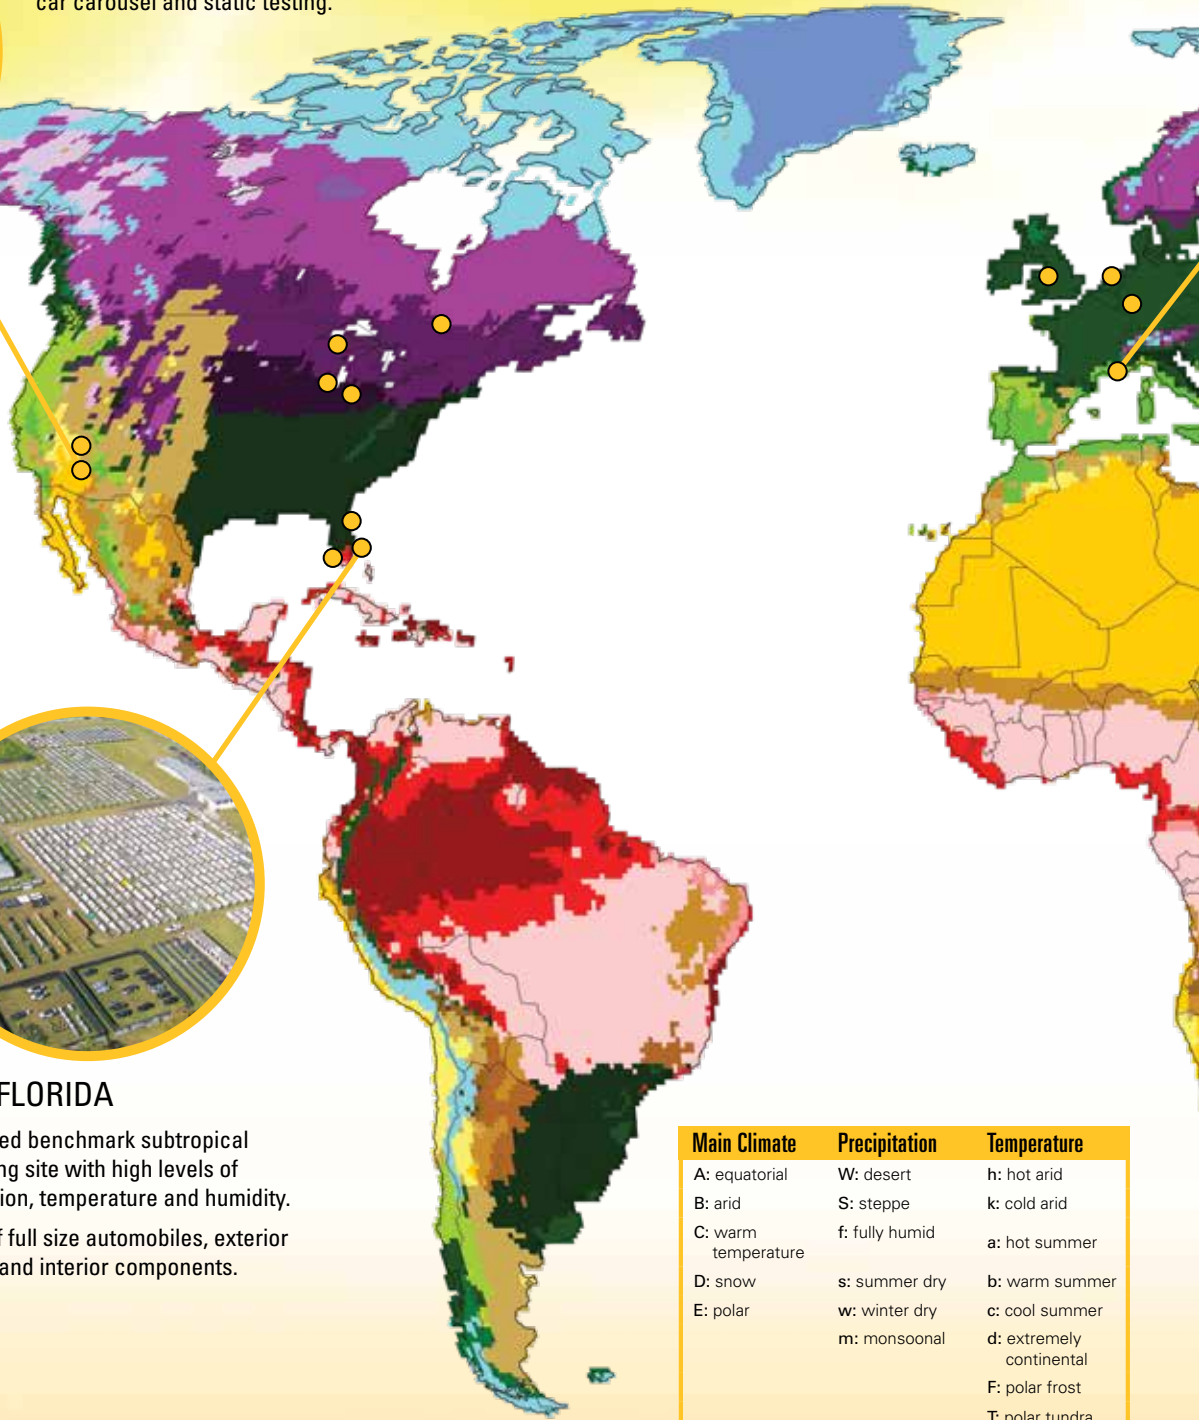 car carousel and static testing.
FLORIDA
ed benchmark subtropical
ng site with high levels of
ion, temperature and humidity.
f full size automobiles, exterior
and interior components.
Main Climate Precipitation Temperature
A: equatorial W: desert h: hot arid
B: arid S: steppe k: cold arid
C: warm temperature f: fully humid a: hot summer
D: snow s: summer dry b: warm summer
E: polar w: winter dry c: cool summer
m: monsoonal d: extremely continental
F: polar frost
T: polar tundra